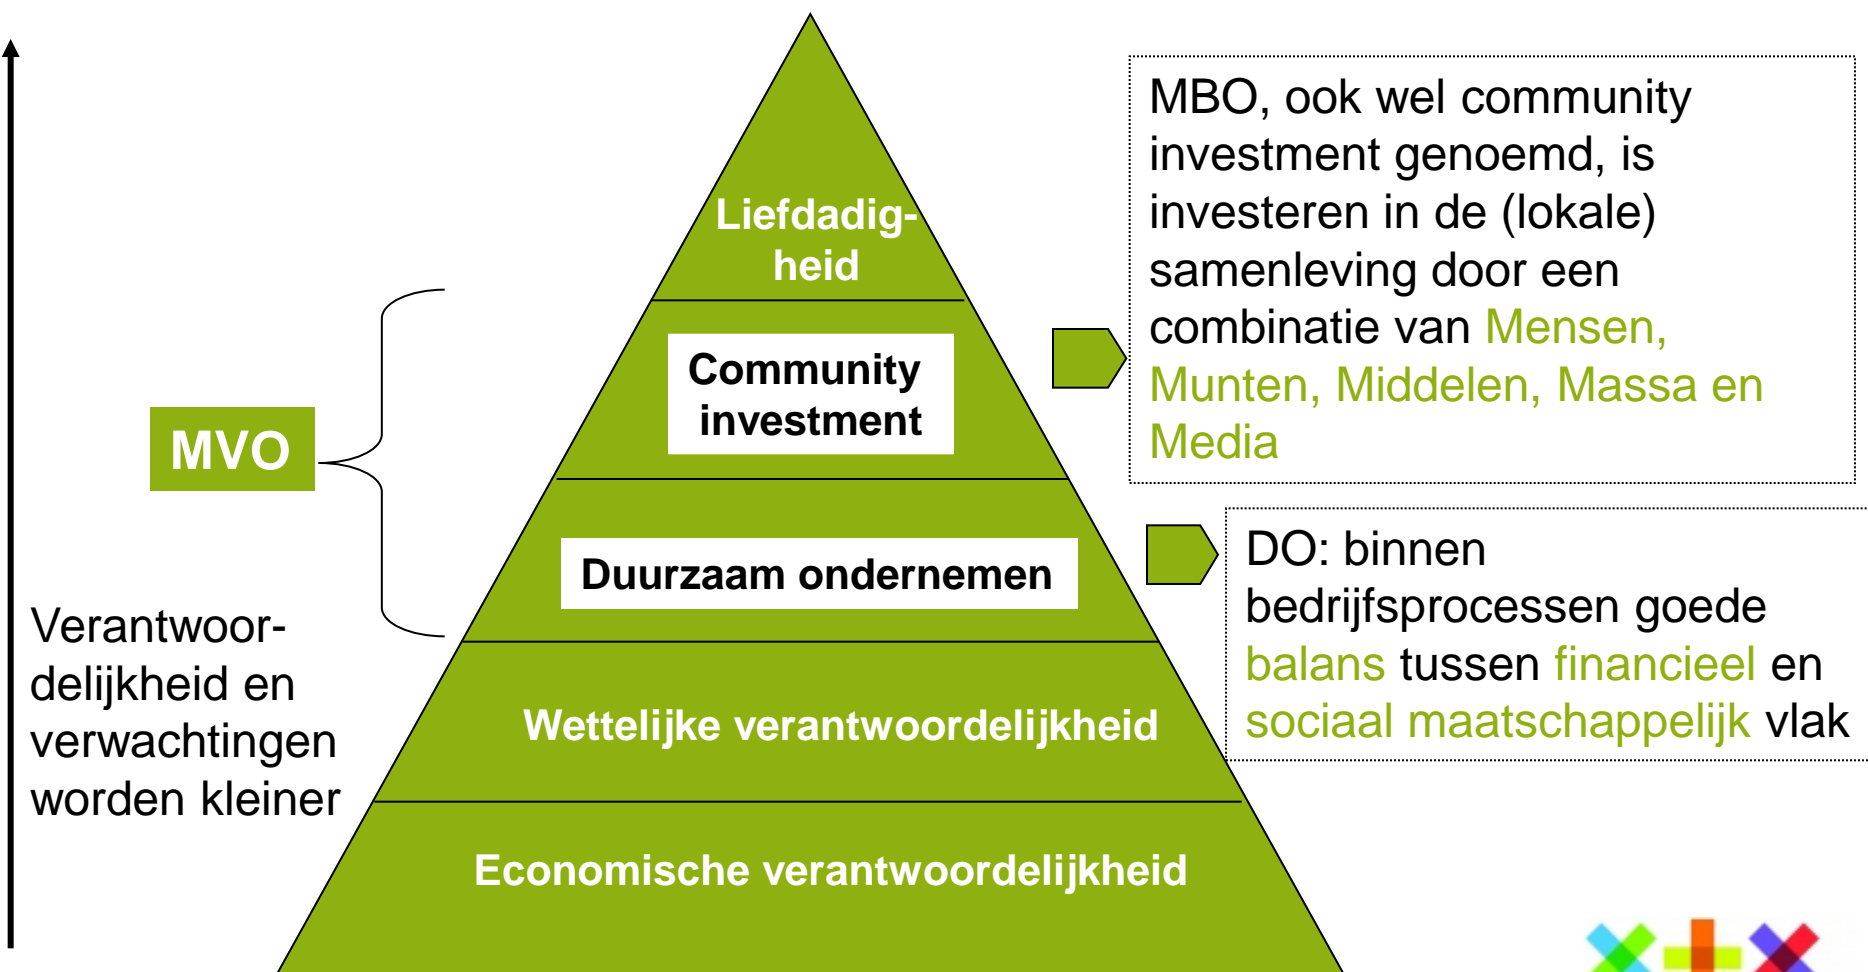 Liefdadig-
heid
Community
investment
MVO
Duurzaam ondernemen
Wettelijke verantwoordelijkheid
Economische verantwoordelijkheid
Verantwoor-
delijkheid en
verwachtingen
worden kleiner
MBO, ook wel community
investment genoemd, is
investeren in de (lokale)
samenleving door een
combinatie van Mensen,
Munten, Middelen, Massa en
Media
DO: binnen
bedrijfsprocessen goede
balans tussen financieel en
sociaal maatschappelijk vlak